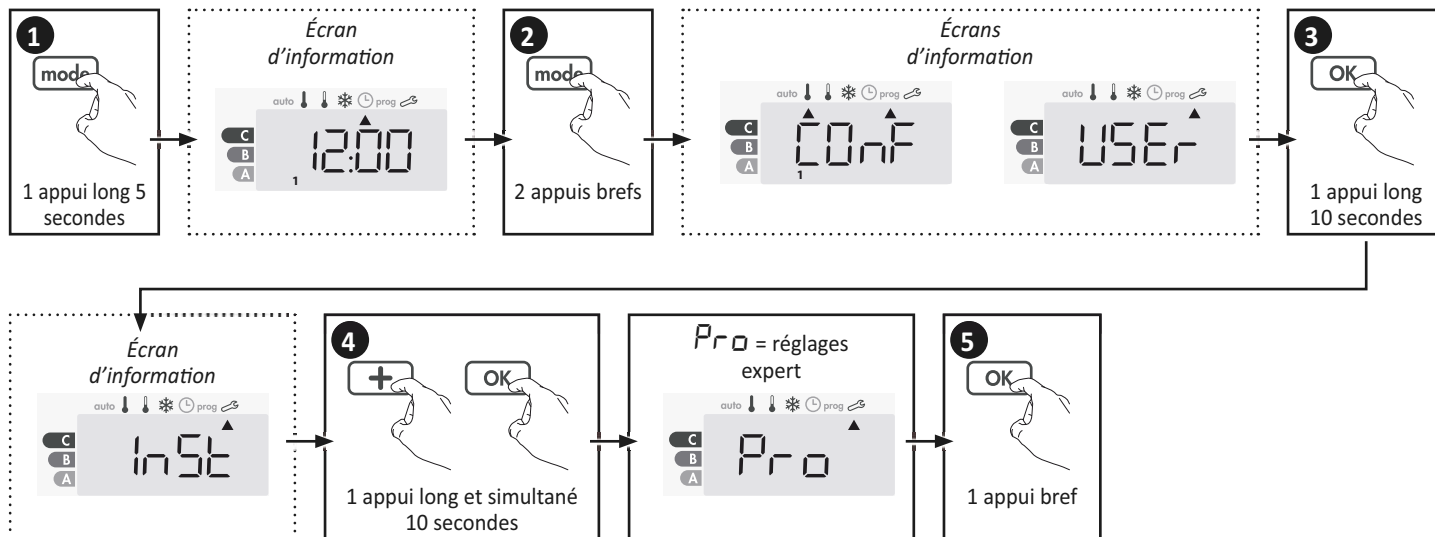 1
mode
1 appui long 5
secondes
Écran
d'information
auto prog
C
B
A
12:00
1
2
mode
2 appuis brefs
Écrans
d'information
auto prog
C
B
A
COnF
1
auto prog
C
B
A
USEr
3
OK
1 appui long
10 secondes
Écran
d'information
auto prog
C
B
A
InSt
4
+
OK
1 appui long et simultané
10 secondes
Pro = réglages
expert
auto prog
C
B
A
Pro
5
OK
1 appui bref